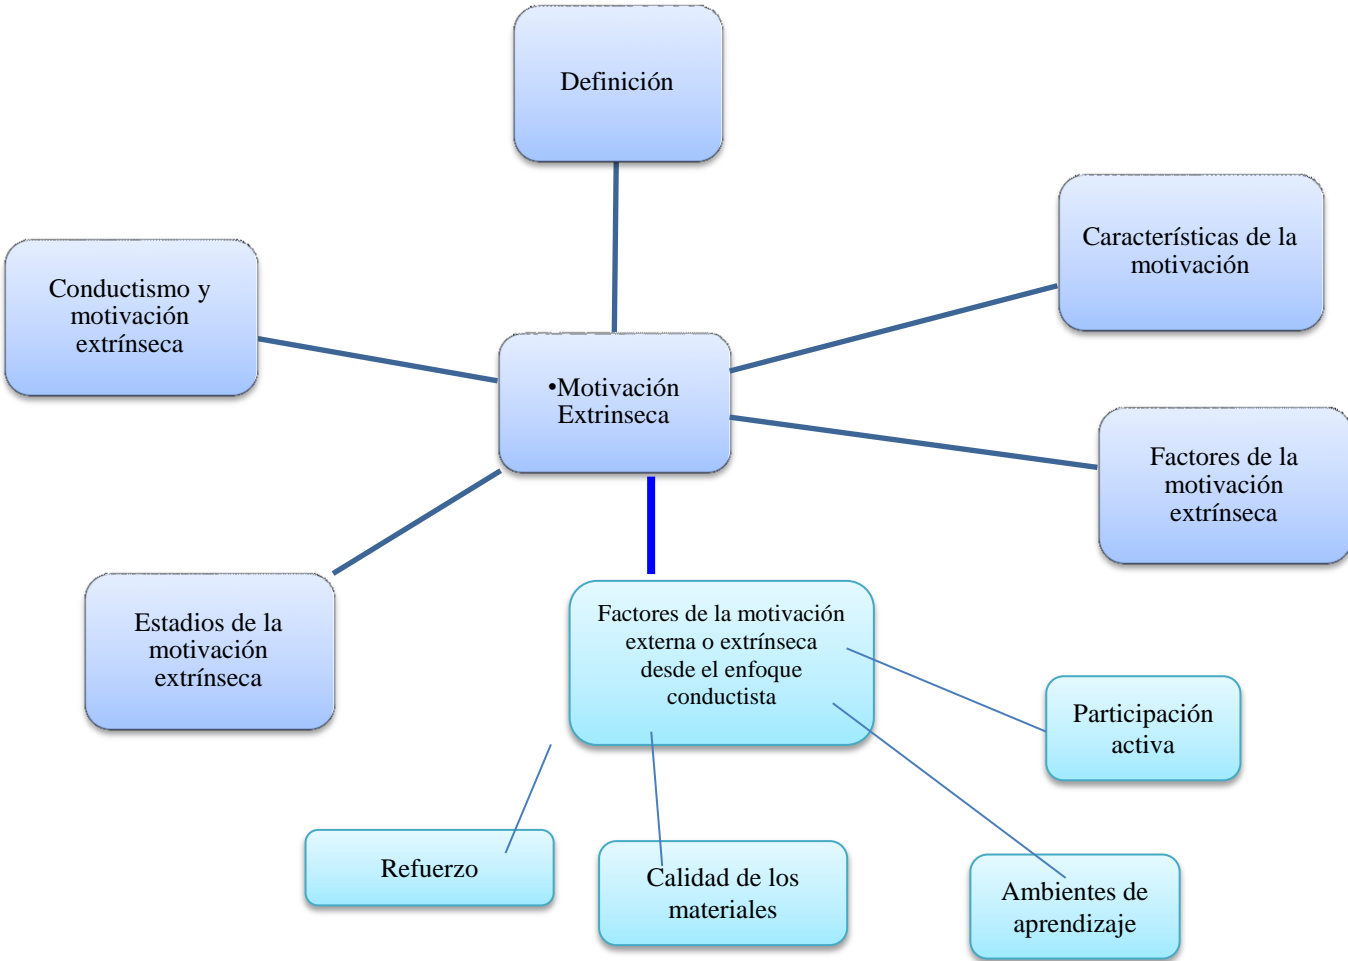 Definición
Características de la
motivación
Conductismo y
motivación
extrínseca
•Motivación
Extrinseca
Factores de la
motivación
extrínseca
Estadios de la
motivación
extrínseca
Factores de la motivación
externa o extrínseca
desde el enfoque
conductista
Participación
activa
Refuerzo
Calidad de los
materiales
Ambientes de
aprendizaje